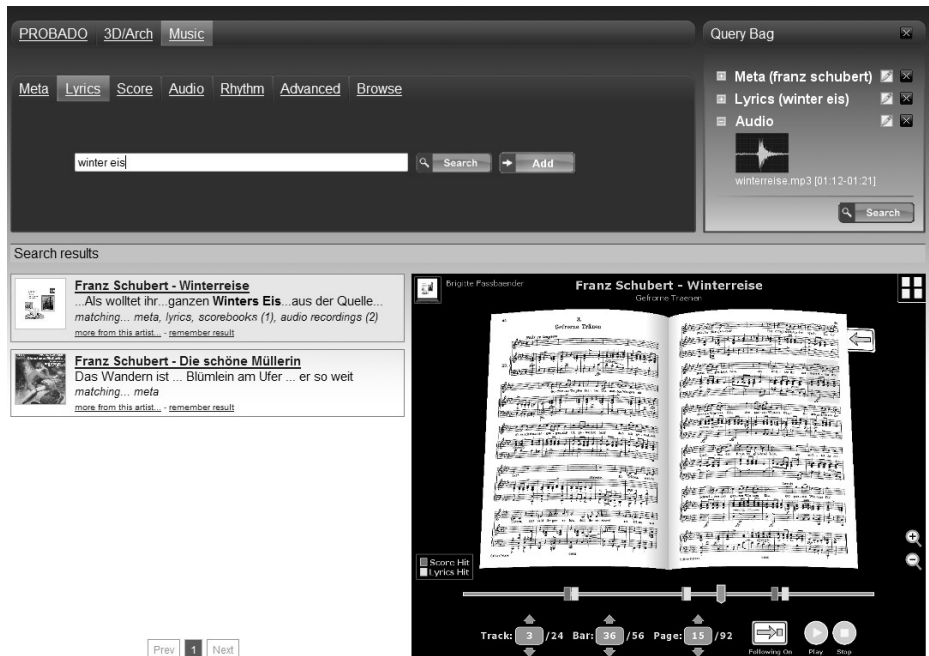 PROBADO 3D/Arch Music
Meta Lyrics Score Audio Rhythm Advanced Browse
winter eis
Search
Add
Query Bag
Meta (franz schubert)
Lyrics (winter eis)
Audio
winterreise.mp3 [01:12-01:21]
Search
Search results
Franz Schubert - Winterreise
...Als wolltet ihr...ganzen Winters Eis...aus der Quelle...
matching... meta, lyrics, scorebooks (1), audio recordings (2)
more from this artist... - remember result
Franz Schubert - Die schöne Müllerin
Das Wandern ist ... Blümlein am Ufer ... er so weit
matching... meta
more from this artist... - remember result
Prev 1 Next
Brigitte Fassbaender
Franz Schubert - Winterreise
Gefrorne Traenen
Gefrorne Tränen
Score Hit
Lyrics Hit
Track: 3 /24 Bar: 36 /56 Page: 15 /92
Following On Play Stop